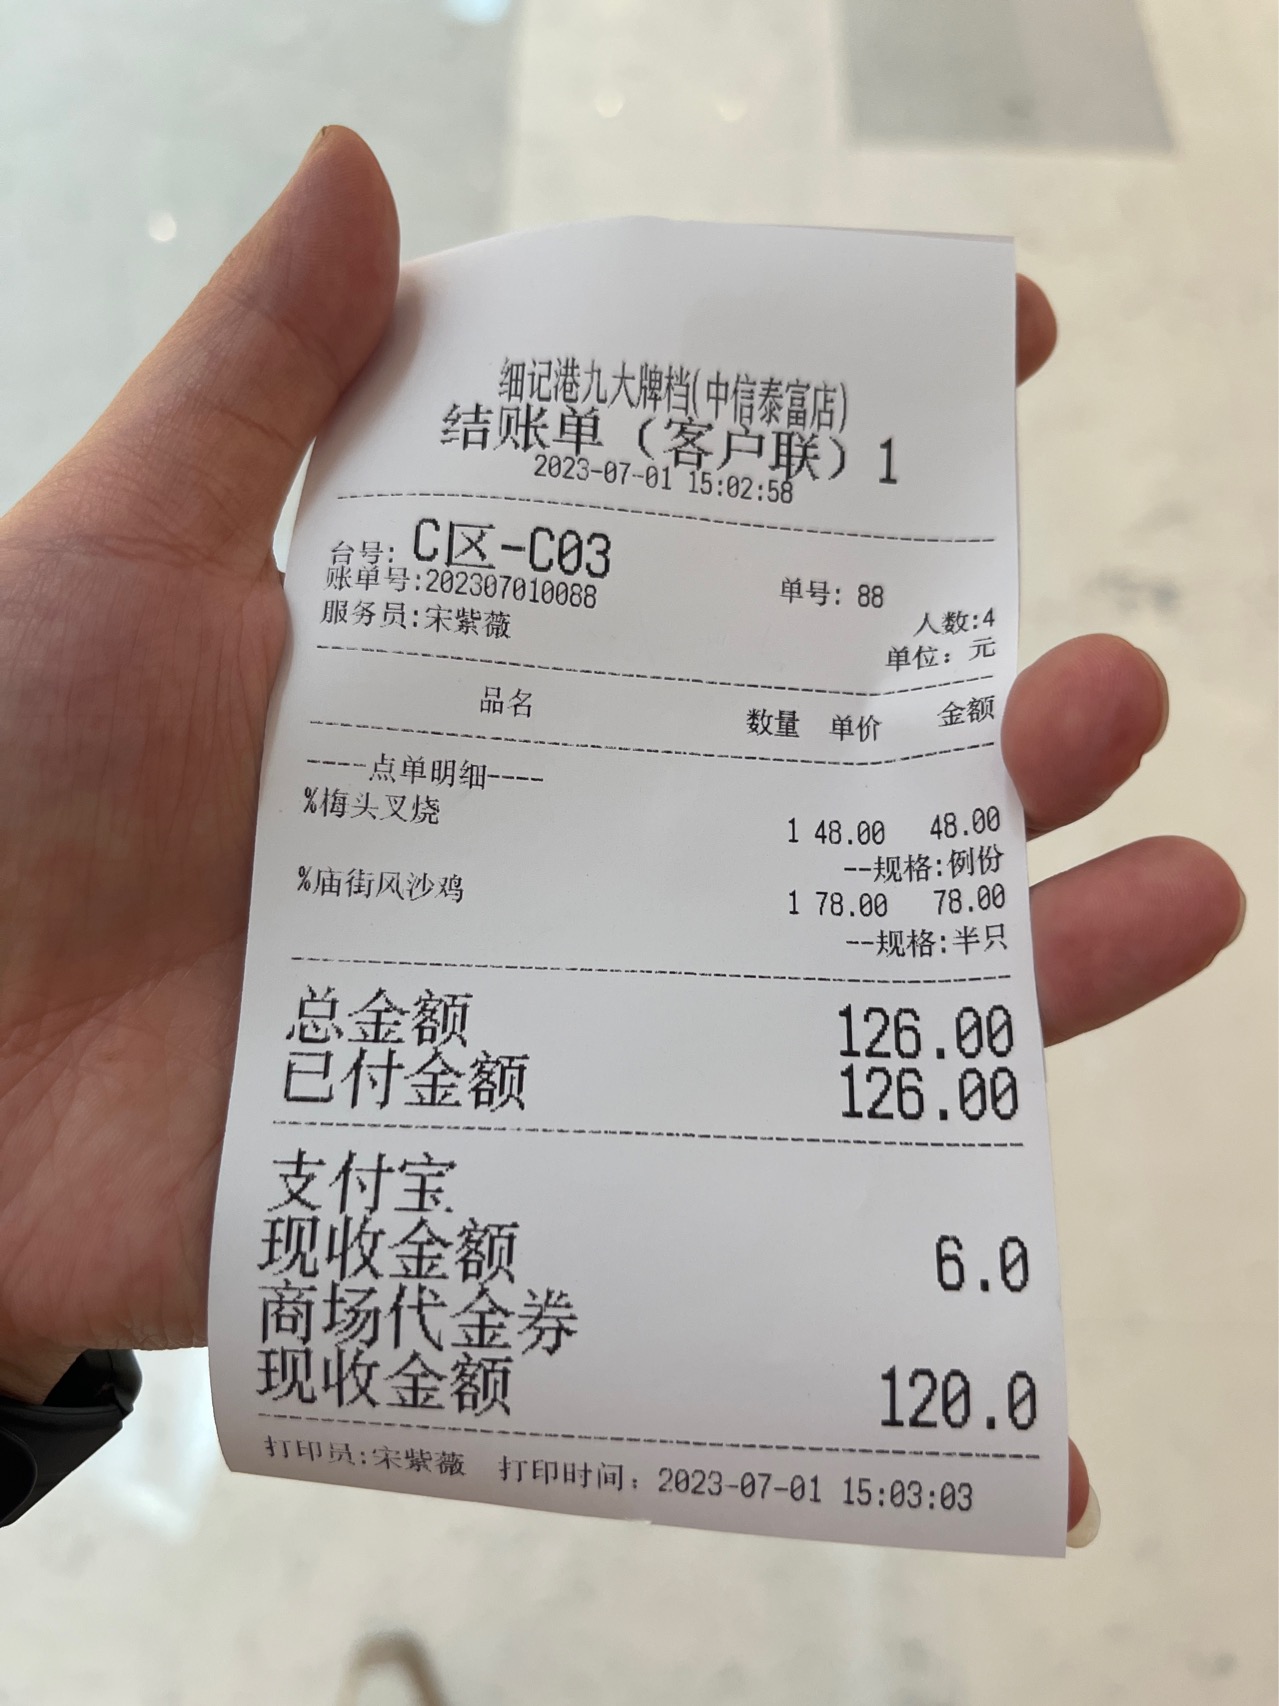 细记港九大牌档(中信泰富店)
结账单（客户联）1
2023-07-01 15:02:58
台号: C区-C03 单号: 88
账单号:202307010088 人数:4
服务员:宋紫薇 单位: 元
品名 数量 单价 金额
----点单明细----
%梅头叉烧
1 48.00 48.00
--规格:例份
%庙街风沙鸡
1 78.00 78.00
--规格:半只
总金额 126.00
已付金额 126.00
支付宝
现收金额 6.0
商场代金券
现收金额 120.0
打印员:宋紫薇 打印时间: 2023-07-01 15:03:03